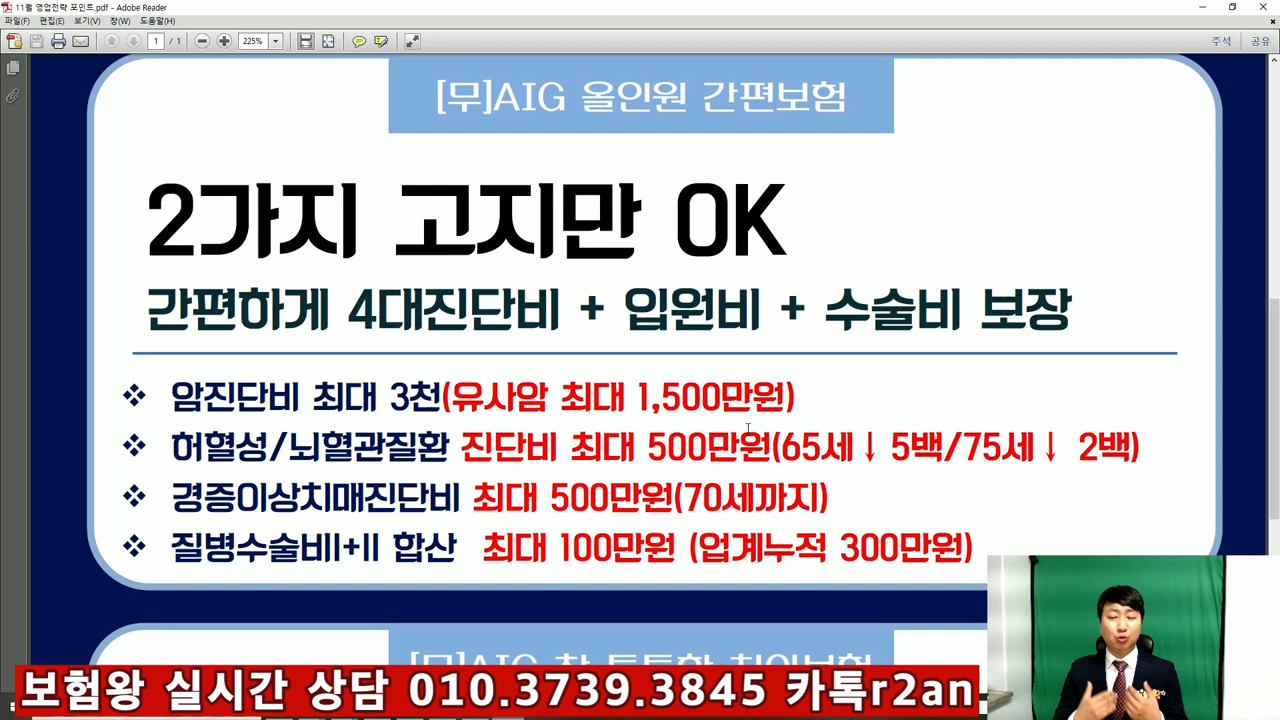 11월 영업전략 포인트.pdf - Adobe Reader
파일(F) 편집(E) 보기(V) 창(W) 도움말(H)
1 / 1 225% 주석 공유
[무]AIG 올인원 간편보험
2가지 고지만 OK
간편하게 4대진단비 + 입원비 + 수술비 보장
❖ 암진단비 최대 3천(유사암 최대 1,500만원)
❖ 허혈성/뇌혈관질환 진단비 최대 500만원(65세↓ 5백/75세↓ 2백)
❖ 경증이상치매진단비 최대 500만원(70세까지)
❖ 질병수술비I+II 합산 최대 100만원 (업계누적 300만원)
[무]AIG 참 튼튼한
보험왕 실시간 상담 010.3739.3845 카톡r2an